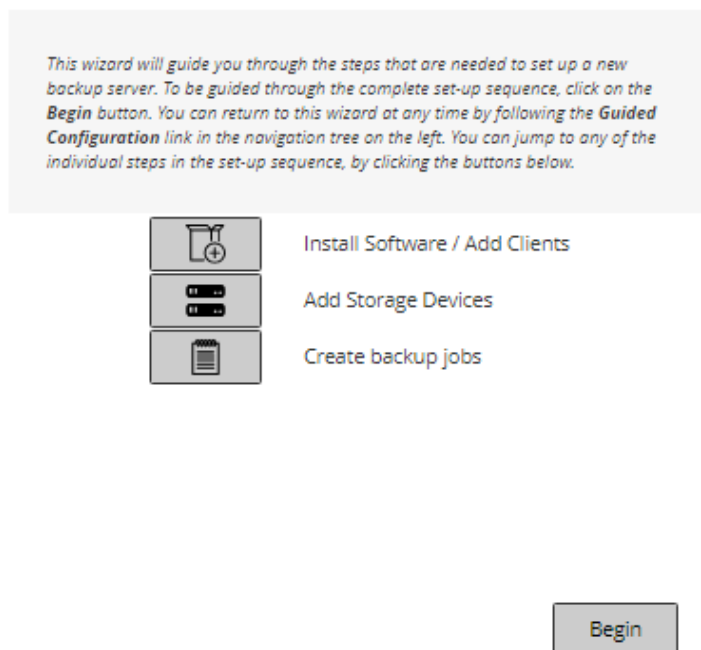 This wizard will guide you through the steps that are needed to set up a new
backup server. To be guided through the complete set-up sequence, click on the
Begin button. You can return to this wizard at any time by following the Guided
Configuration link in the navigation tree on the left. You can jump to any of the
individual steps in the set-up sequence, by clicking the buttons below.
Install Software / Add Clients
Add Storage Devices
Create backup jobs
Begin